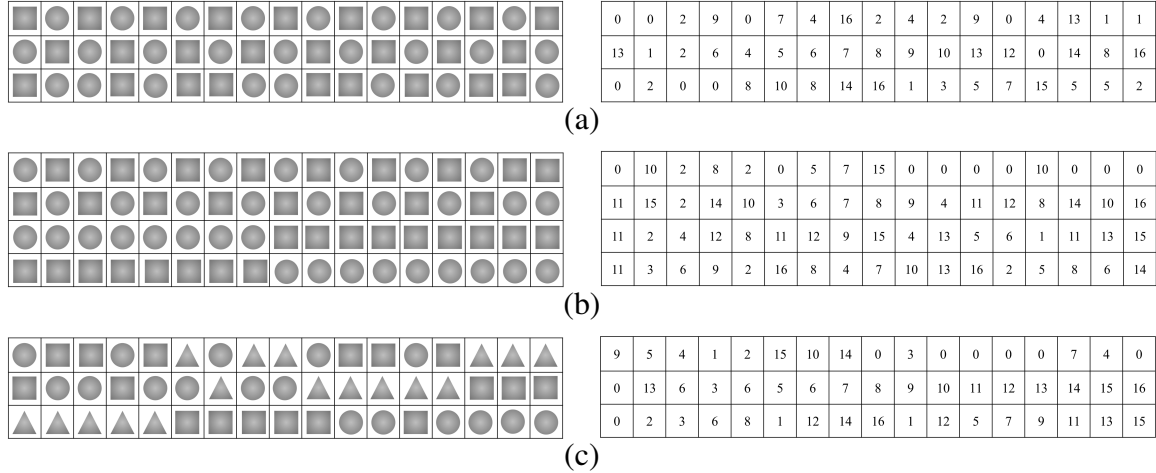 0 0 2 9 0 7 4 16 2 4 2 9 0 4 13 1 1
13 1 2 6 4 5 6 7 8 9 10 13 12 0 14 8 16
0 2 0 0 8 10 8 14 16 1 3 5 7 15 5 5 2
(a)
0 10 2 8 2 0 5 7 15 0 0 0 0 10 0 0 0
11 15 2 14 10 3 6 7 8 9 4 11 12 8 14 10 16
11 2 4 12 8 11 12 9 15 4 13 5 6 1 11 13 15
11 3 6 9 2 16 8 4 7 10 13 16 2 5 8 6 14
(b)
9 5 4 1 2 15 10 14 0 3 0 0 0 0 7 4 0
0 13 6 3 6 5 6 7 8 9 10 11 12 13 14 15 16
0 2 3 6 8 1 12 14 16 1 12 5 7 9 11 13 15
(c)